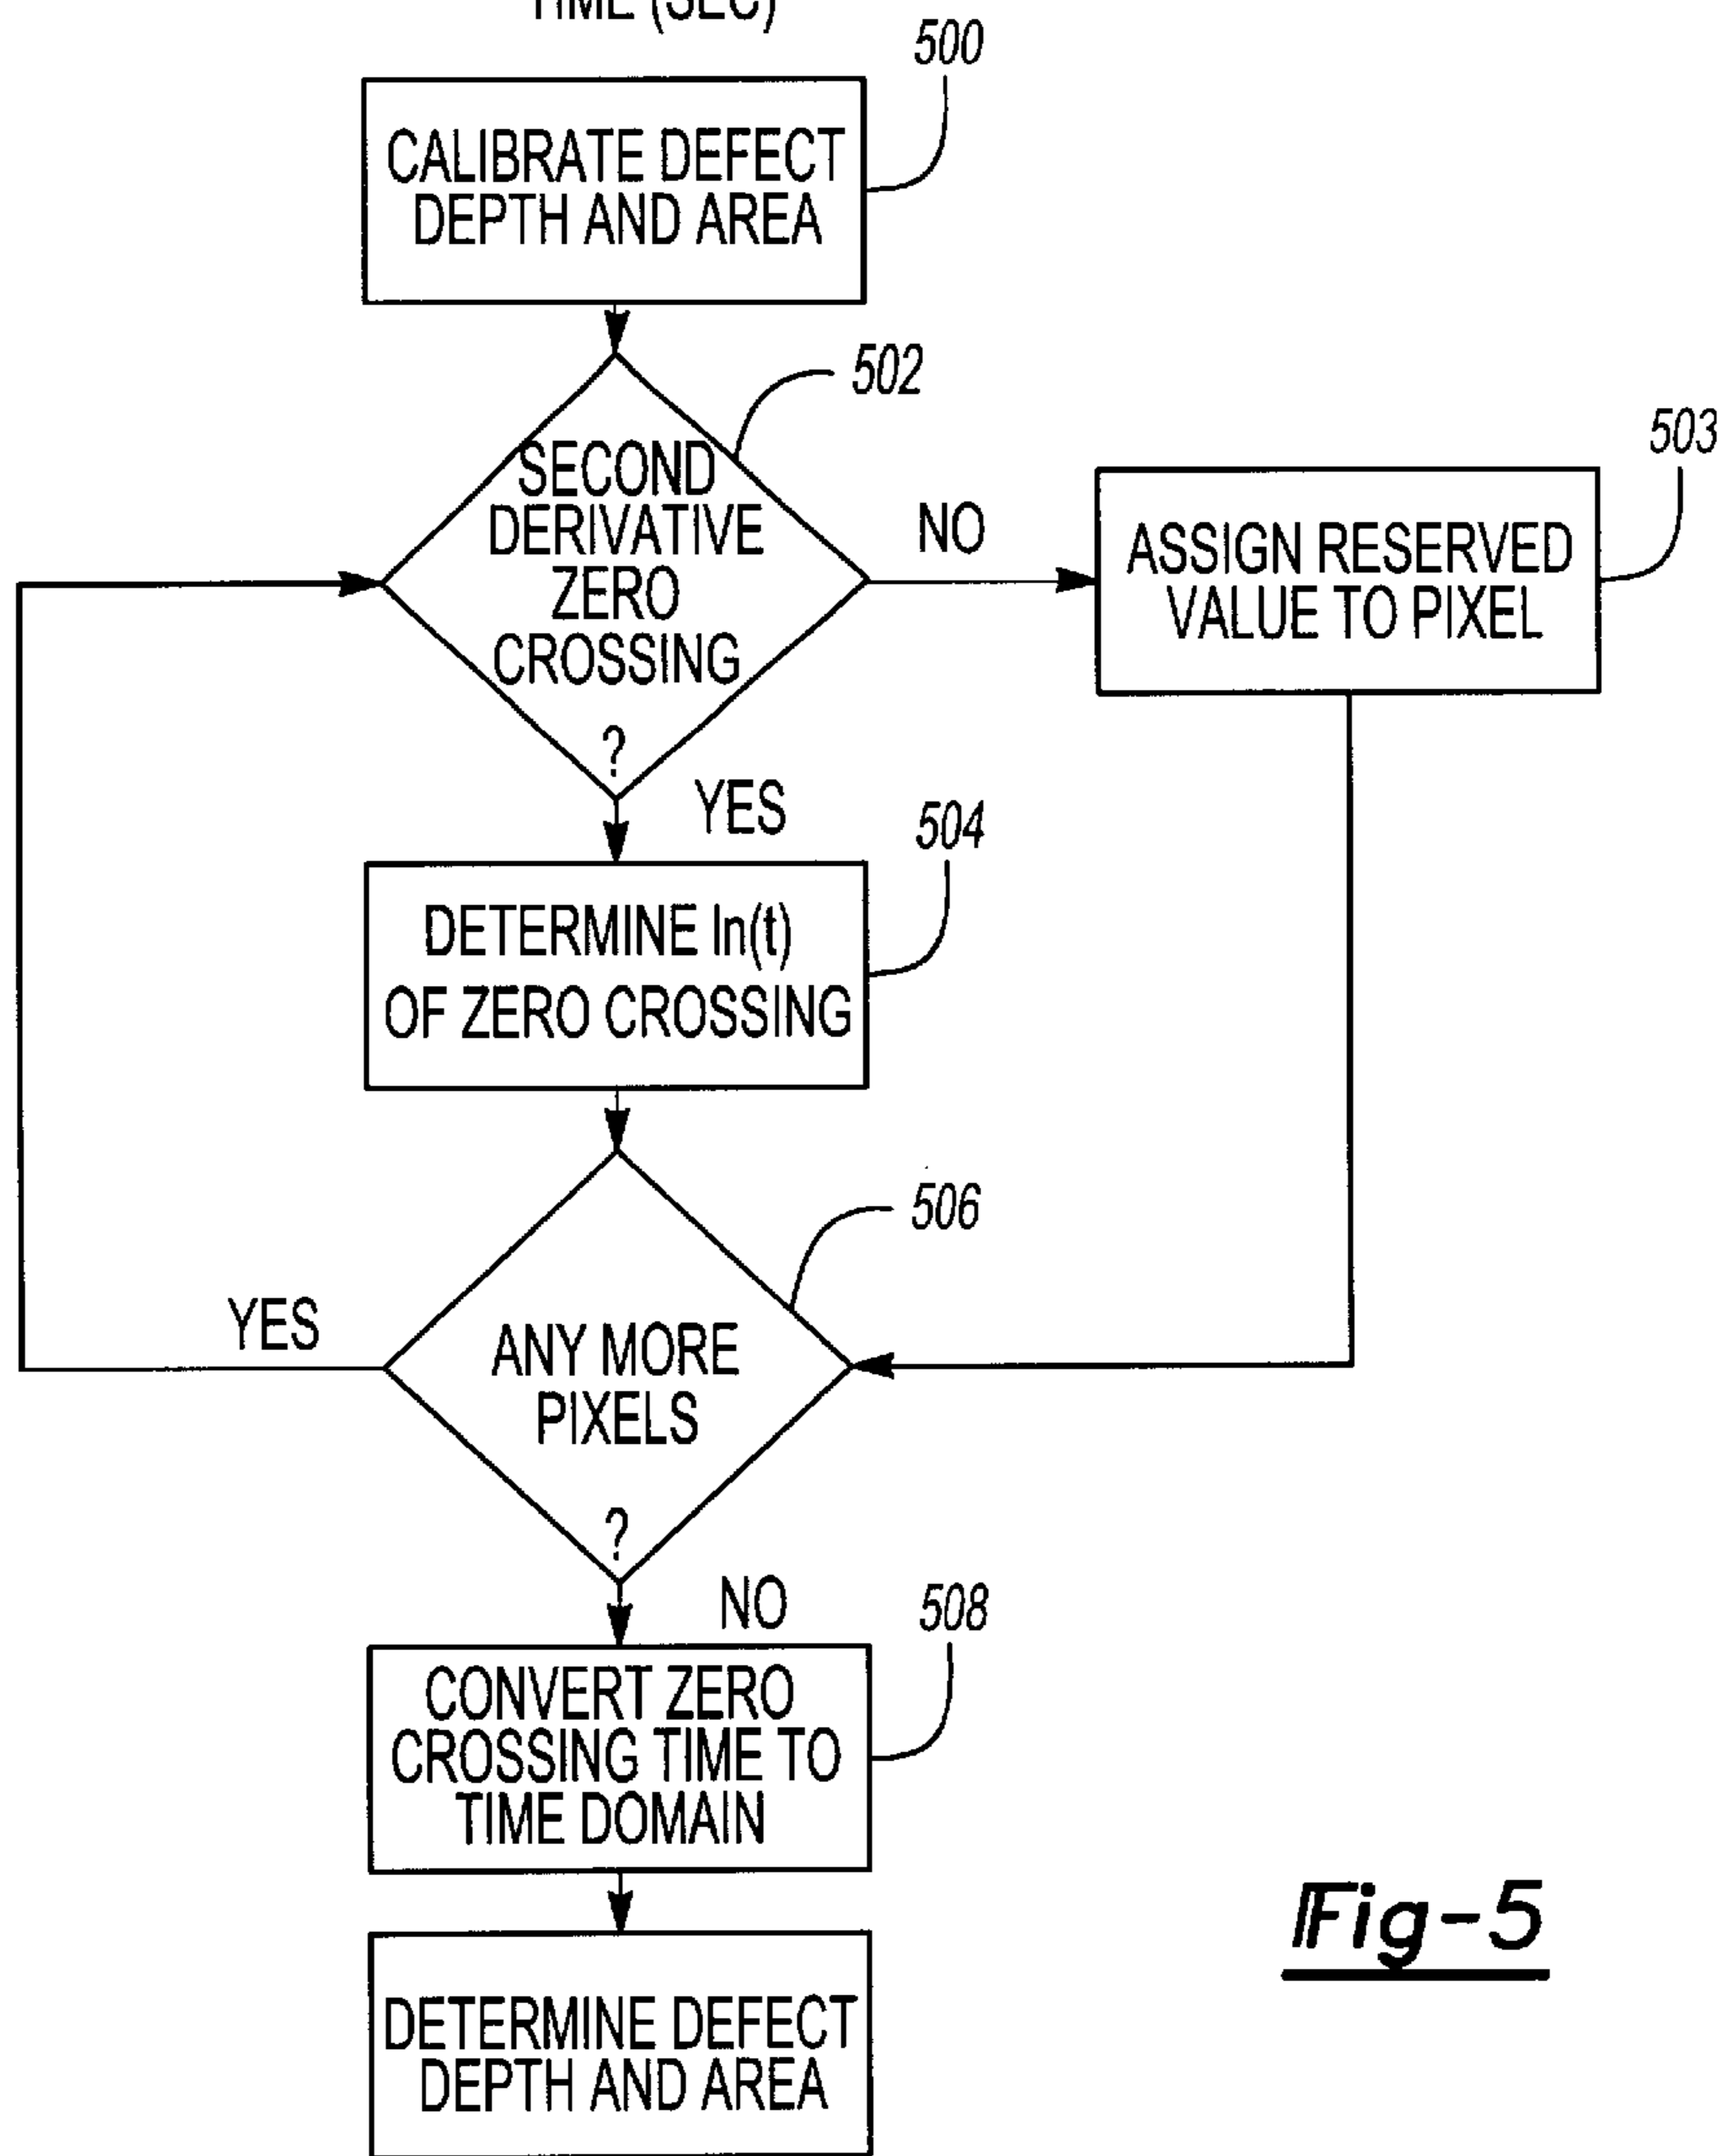 TIME (SEC)
500
CALIBRATE DEFECT
DEPTH AND AREA
502
SECOND
DERIVATIVE
ZERO
CROSSING
?
NO
503
ASSIGN RESERVED
VALUE TO PIXEL
YES
504
DETERMINE ln(t)
OF ZERO CROSSING
506
YES
ANY MORE
PIXELS
?
NO
508
CONVERT ZERO
CROSSING TIME TO
TIME DOMAIN
DETERMINE DEFECT
DEPTH AND AREA
Fig-5